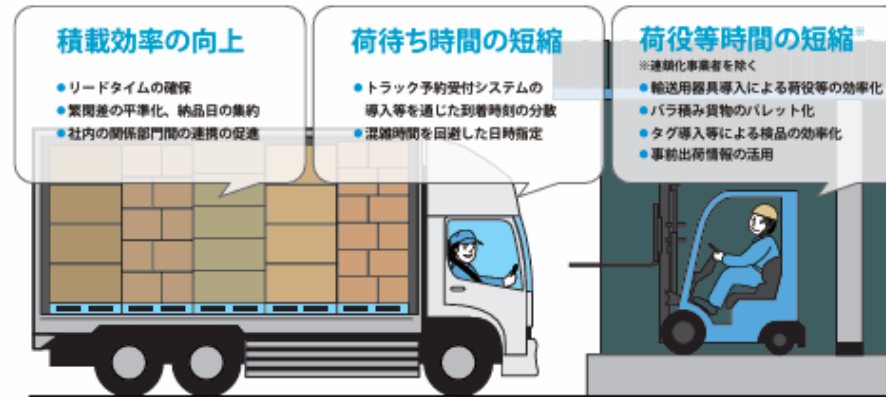 積載効率の向上
●リードタイムの確保
●繁閑差の平準化、納品日の集約
●社内の関係部門間の連携の促進
荷待ち時間の短縮
●トラック予約受付システムの
導入等を通じた到着時刻の分散
●混雑時間を回避した日時指定
荷役等時間の短縮※
※連鎖化事業者を除く
●輸送用器具導入による荷役等の効率化
●バラ積み貨物のパレット化
●タグ導入等による検品の効率化
●事前出荷情報の活用